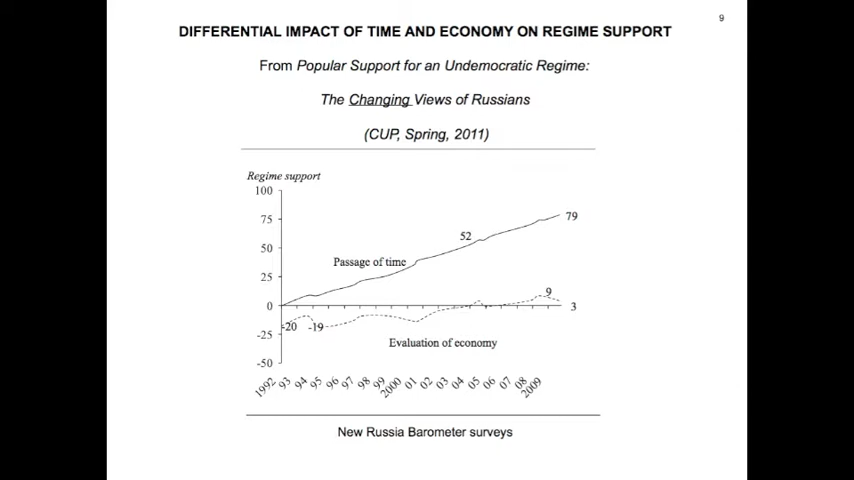 9
DIFFERENTIAL IMPACT OF TIME AND ECONOMY ON REGIME SUPPORT
From Popular Support for an Undemocratic Regime:
The Changing Views of Russians
(CUP, Spring, 2011)
Regime support
100
75
50
25
0
-25
-50
79
52
Passage of time
9
3
-20 -19
Evaluation of economy
1992 93 94 95 96 97 98 99 2000 01 02 03 04 05 06 07 08 2009
New Russia Barometer surveys